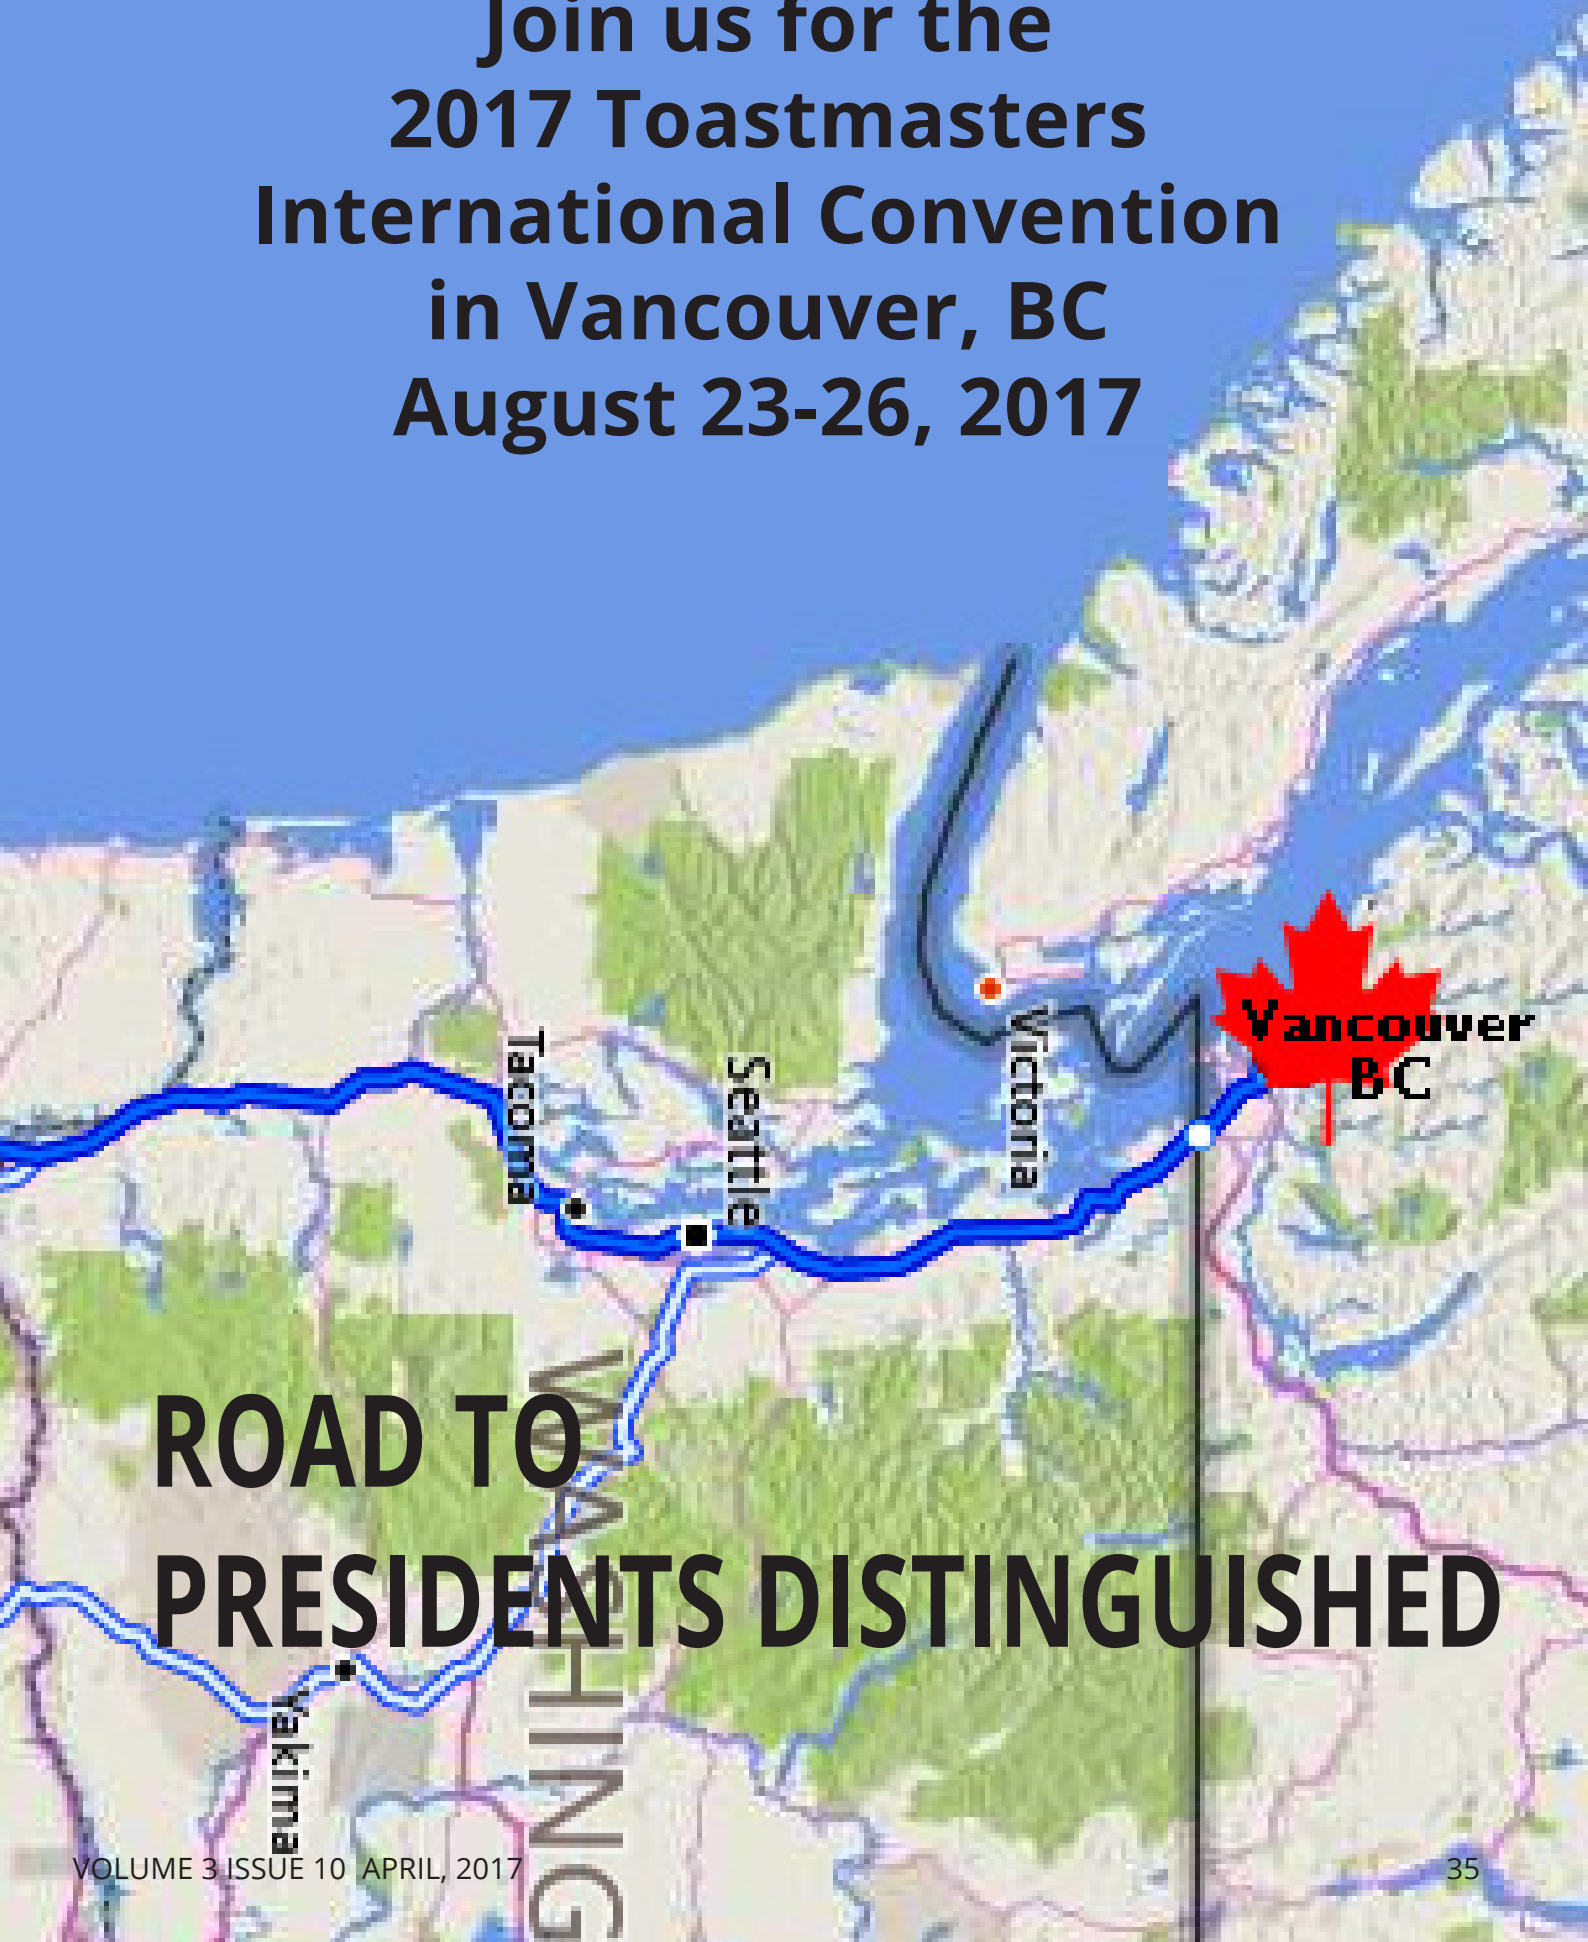 Join us for the
2017 Toastmasters
International Convention
in Vancouver, BC
August 23-26, 2017
Vancouver
BC
Victoria
Seattle
Tacoma
WASHING
ROAD TO
PRESIDENTS DISTINGUISHED
Yakima
VOLUME 3 ISSUE 10 APRIL, 2017
35